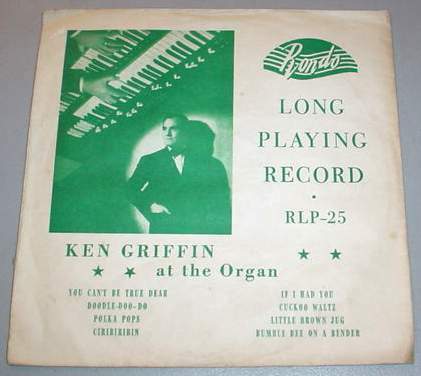 Rondo
LONG
PLAYING
RECORD
RLP-25
KEN GRIFFIN
at the Organ
YOU CAN'T BE TRUE DEAR
DOODLE-DOO-DO
POLKA POPS
CIRIBIRIBIN
IF I HAD YOU
CUCKOO WALTZ
LITTLE BROWN JUG
BUMBLE BEE ON A BENDER